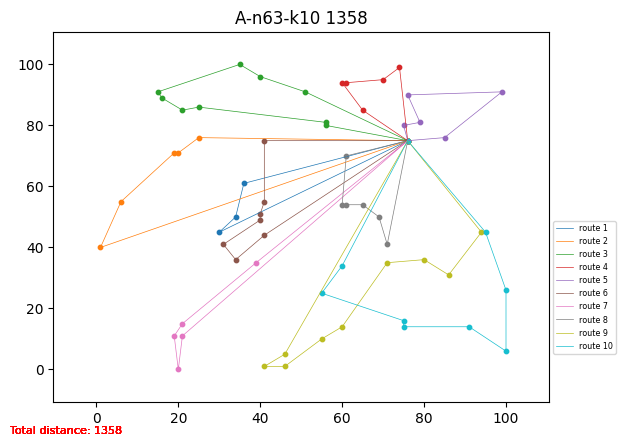 A-n63-k10 1358
100
80
60
40
20
0
0 20 40 60 80 100
route 1
route 2
route 3
route 4
route 5
route 6
route 7
route 8
route 9
route 10
Total distance: 1358